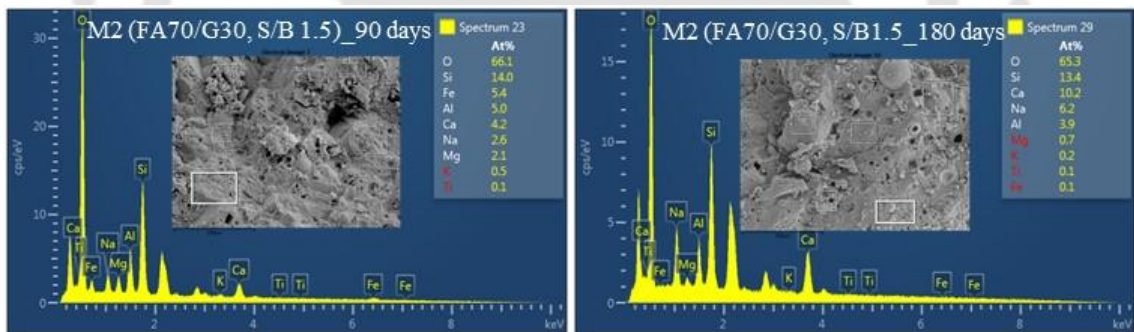 M2 (FA70/G30, S/B 1.5)_90 days
Spectrum 23
At%
O 66.1
Si 14.0
Fe 5.4
Al 5.0
Ca 4.2
Na 2.6
Mg 2.1
K 0.5
Ti 0.1
cps/eV
30
20
10
0
O
Si
Ca
Ti
Fe
Na
Mg
Al
K
Ca
Ti
Ti
Fe
Fe
2
4
6
8
keV
M2 (FA70/G30, S/B1.5_180 days
Spectrum 29
At%
O 65.3
Si 13.4
Ca 10.2
Na 6.2
Al 3.9
Mg 0.7
K 0.2
Ti 0.1
Fe 0.1
cps/eV
15
10
5
0
O
Si
Ca
Ti
Fe
Na
Mg
Al
K
Ca
Ti
Ti
Fe
Fe
2
4
6
8
keV